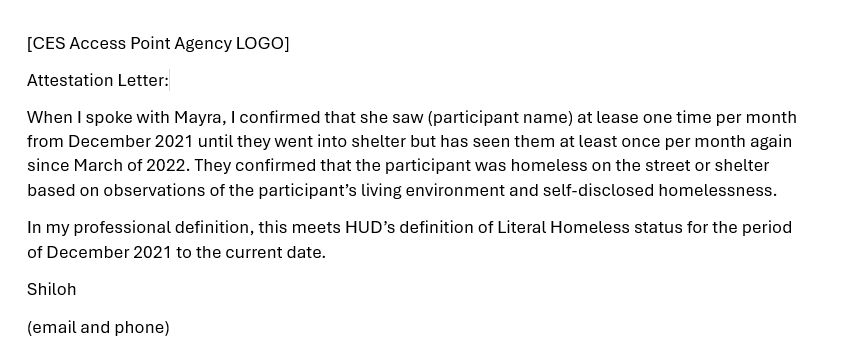 [CES Access Point Agency LOGO]
Attestation Letter:
When I spoke with Mayra, I confirmed that she saw (participant name) at lease one time per month
from December 2021 until they went into shelter but has seen them at least once per month again
since March of 2022. They confirmed that the participant was homeless on the street or shelter
based on observations of the participant’s living environment and self-disclosed homelessness.
In my professional definition, this meets HUD’s definition of Literal Homeless status for the period
of December 2021 to the current date.
Shiloh
(email and phone)